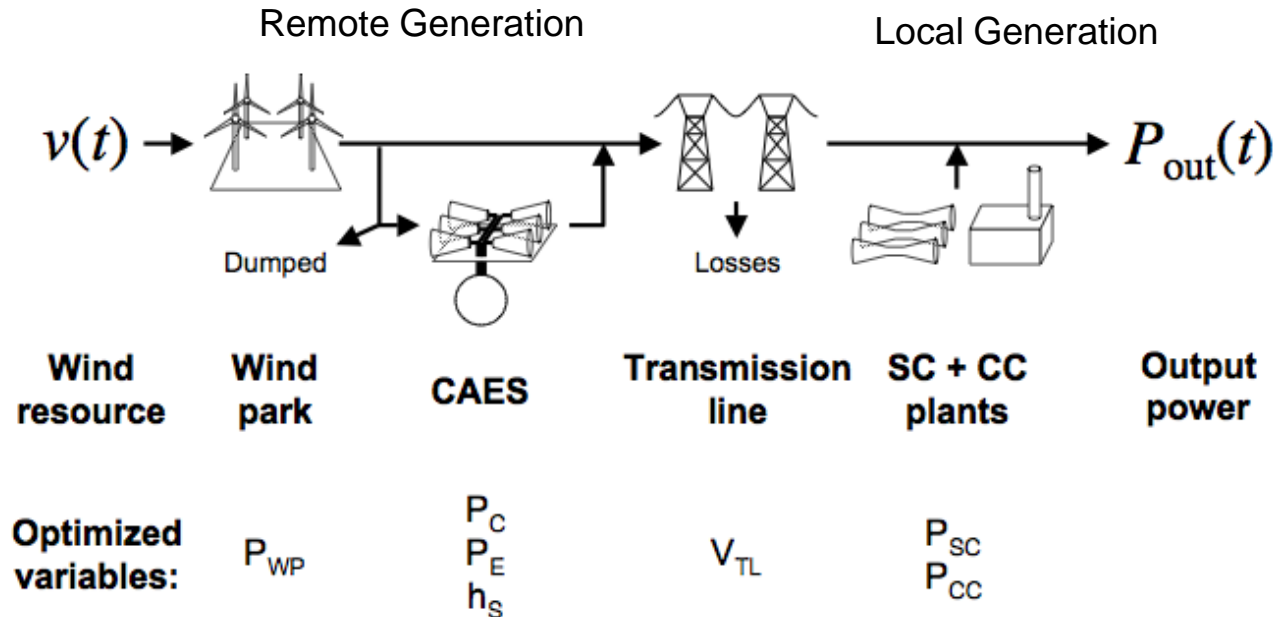 Remote Generation
Local Generation
v(t)
P_out(t)
Dumped
Losses
Wind
resource
Wind
park
CAES
Transmission
line
SC + CC
plants
Output
power
Optimized
variables:
P_WP
P_C
P_E
h_S
V_TL
P_SC
P_CC